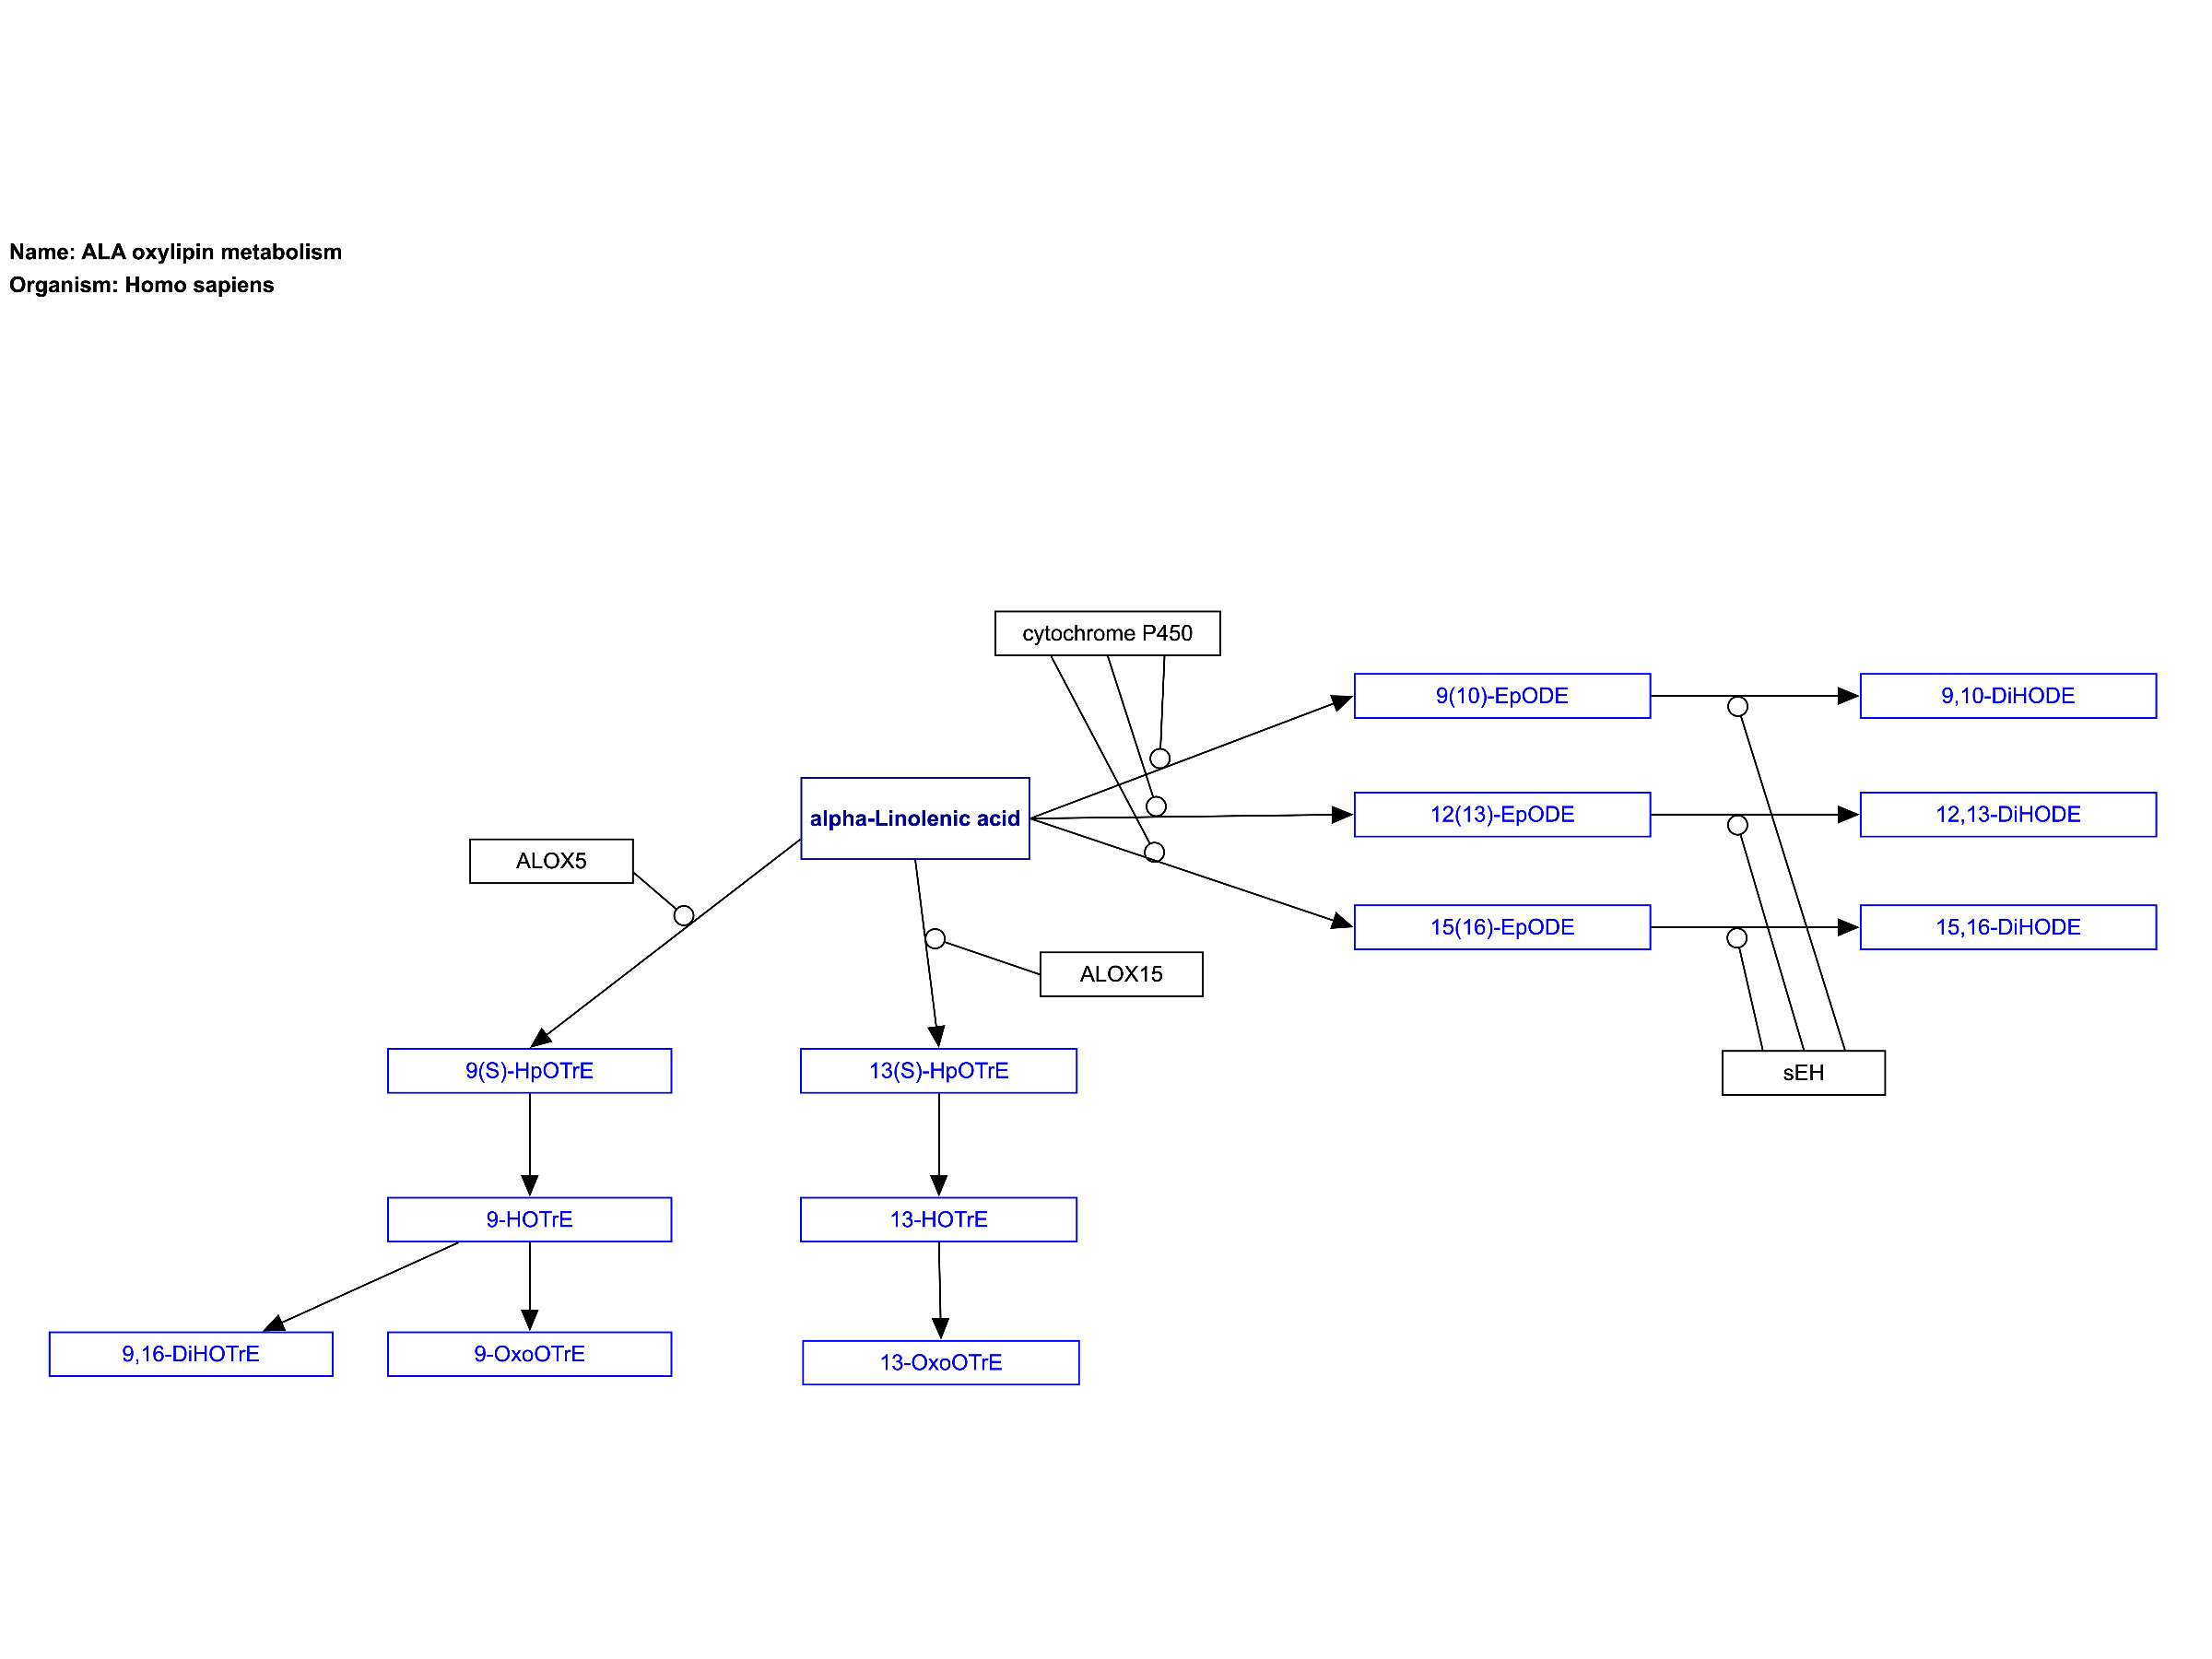 Name: ALA oxylipin metabolism
Organism: Homo sapiens
cytochrome P450
9(10)-EpODE
9,10-DiHODE
alpha-Linolenic acid
12(13)-EpODE
12,13-DiHODE
ALOX5
15(16)-EpODE
15,16-DiHODE
ALOX15
9(S)-HpOTrE
13(S)-HpOTrE
sEH
9-HOTrE
13-HOTrE
9,16-DiHOTrE
9-OxoOTrE
13-OxoOTrE